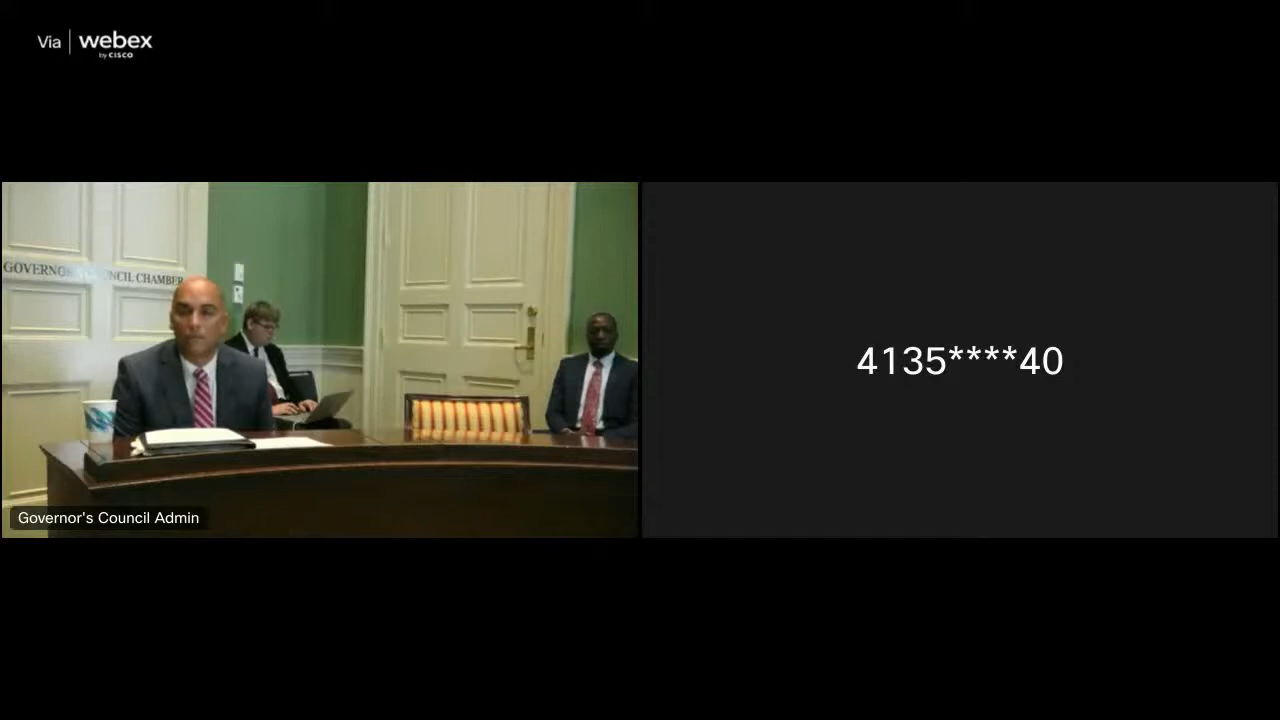 Via webex
by CISCO
GOVERNOR COUNCIL CHAMBER
4135****40
Governor's Council Admin